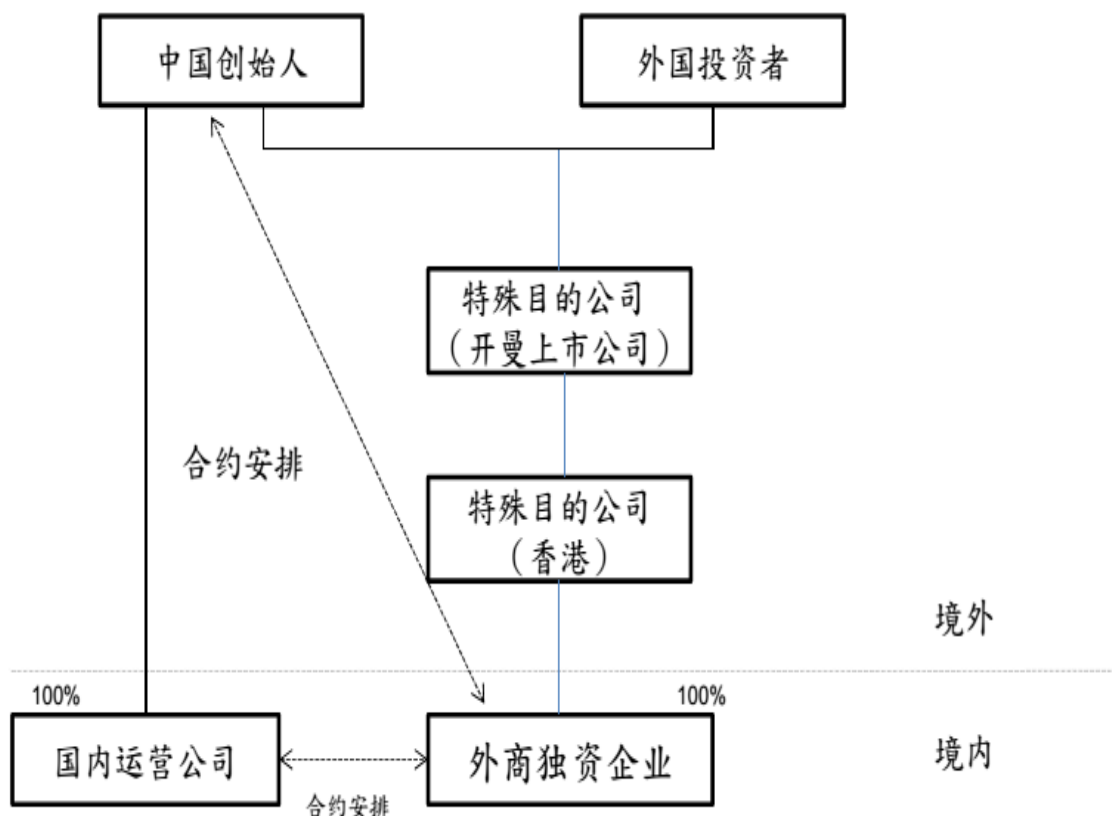 中国创始人
外国投资者
特殊目的公司
（开曼上市公司）
合约安排
特殊目的公司
（香港）
境外
100%
100%
国内运营公司
外商独资企业
境内
合约安排